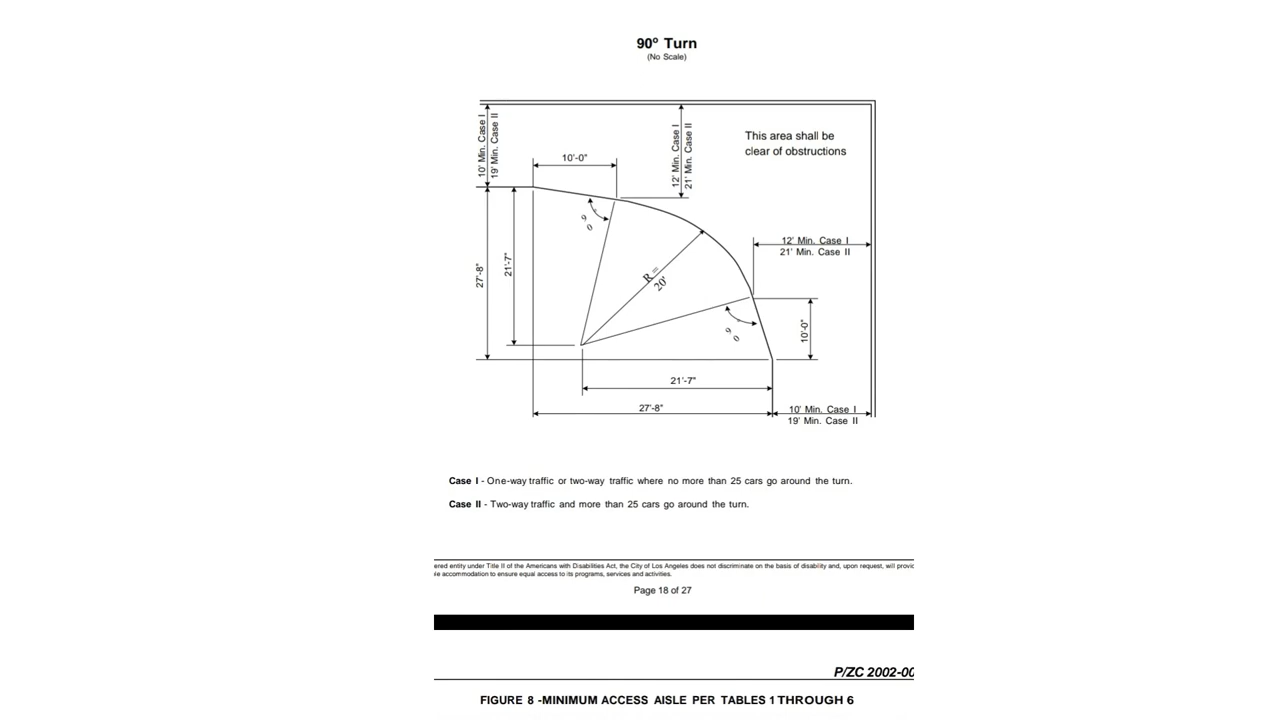 90º Turn
(No Scale)
10' Min. Case I
19' Min. Case II
12' Min. Case I
21' Min. Case II
This area shall be
clear of obstructions
10'-0"
90°
12' Min. Case I
21' Min. Case II
27'-8"
21'-7"
R =
20'
90°
10'-0"
21'-7"
27'-8"
10' Min. Case I
19' Min. Case II
Case I - One-way traffic or two-way traffic where no more than 25 cars go around the turn.
Case II - Two-way traffic and more than 25 cars go around the turn.
ered entity under Title II of the Americans with Disabilities Act, the City of Los Angeles does not discriminate on the basis of disability and, upon request, will provid
le accommodation to ensure equal access to its programs, services and activities.
Page 18 of 27
P/ZC 2002-00
FIGURE 8 -MINIMUM ACCESS AISLE PER TABLES 1 THROUGH 6